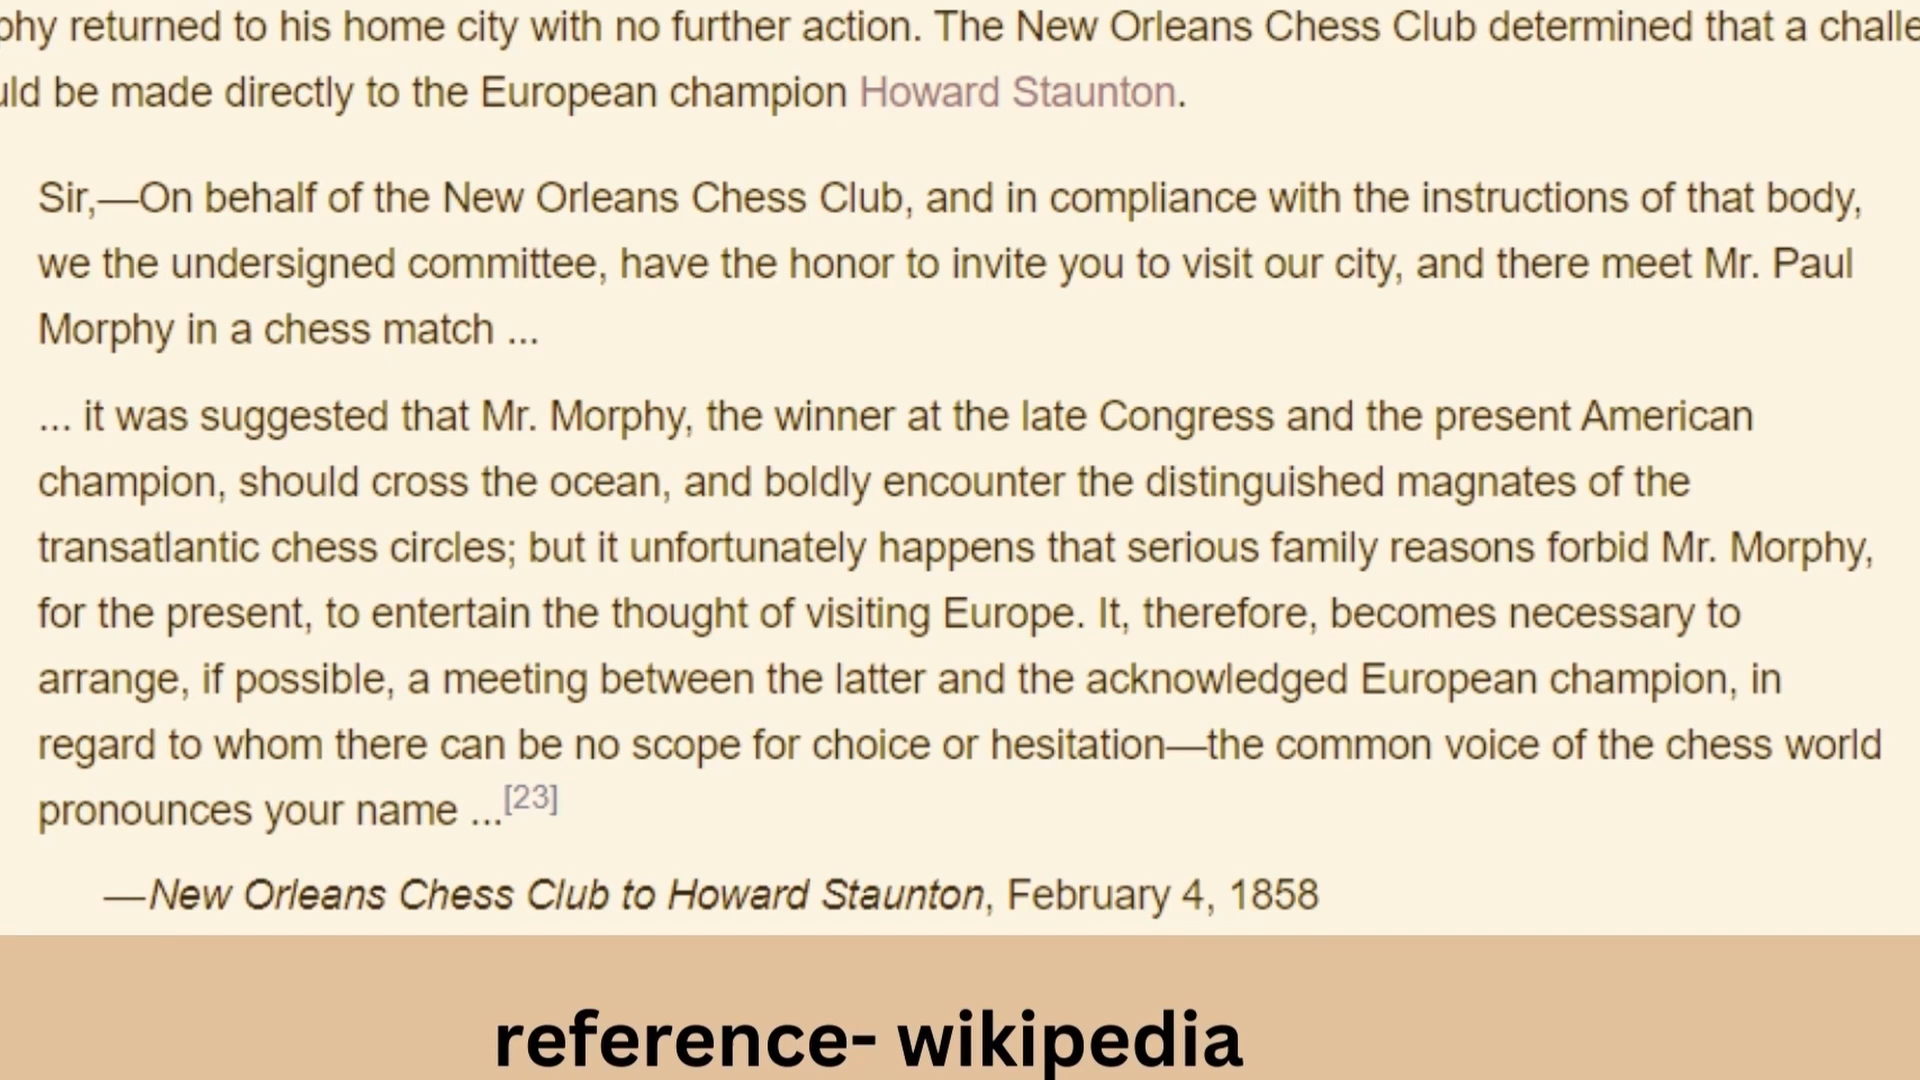 returned to his home city with no further action. The New Orleans Chess Club determined that a
be made directly to the European champion Howard Staunton.
Sir,—On behalf of the New Orleans Chess Club, and in compliance with the instructions of that body,
we the undersigned committee, have the honor to invite you to visit our city, and there meet Mr. Paul
Morphy in a chess match ...
... it was suggested that Mr. Morphy, the winner at the late Congress and the present American
champion, should cross the ocean, and boldly encounter the distinguished magnates of the
transatlantic chess circles; but it unfortunately happens that serious family reasons forbid Mr. Morphy,
for the present, to entertain the thought of visiting Europe. It, therefore, becomes necessary to
arrange, if possible, a meeting between the latter and the acknowledged European champion, in
regard to whom there can be no scope for choice or hesitation—the common voice of the chess world
pronounces your name ...[23]
—New Orleans Chess Club to Howard Staunton, February 4, 1858
reference- wikipedia